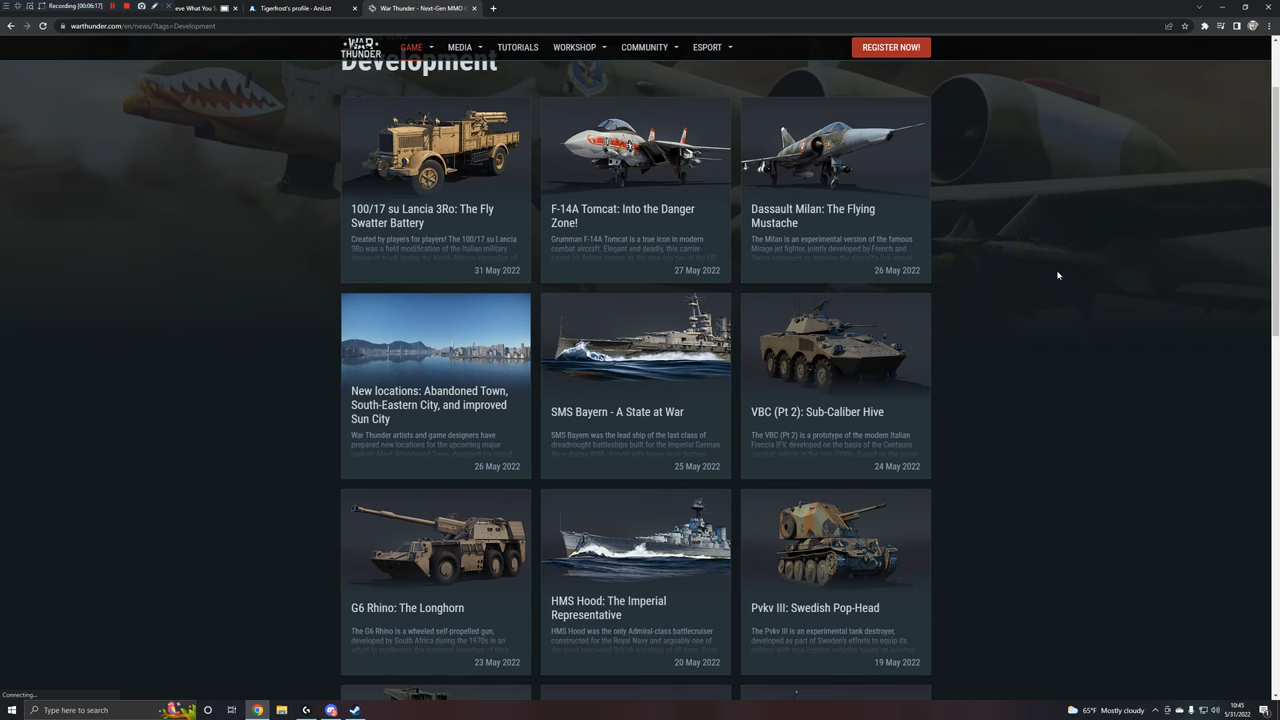 Recording [00:06:17]
eve What You S
Tigerfrost's profile · AniList
War Thunder - Next-Gen MMO C
warthunder.com/en/news/?tags=Development
WAR THUNDER
GAME
MEDIA
TUTORIALS
WORKSHOP
COMMUNITY
ESPORT
REGISTER NOW!
Development
100/17 su Lancia 3Ro: The Fly
Swatter Battery
Created by players for players! The 100/17 su Lancia
3Ro was a field modification of the Italian military
31 May 2022
F-14A Tomcat: Into the Danger
Zone!
Grumman F-14A Tomcat is a true icon in modern
combat aircraft. Elegant and deadly, this carrier-
27 May 2022
Dassault Milan: The Flying
Mustache
The Milan is an experimental version of the famous
Mirage jet fighter, jointly developed by French and
26 May 2022
New locations: Abandoned Town,
South-Eastern City, and improved
Sun City
War Thunder artists and game designers have
prepared new locations for the upcoming major
26 May 2022
SMS Bayern - A State at War
SMS Bayern was the lead ship of the last class of
dreadnought battleships built for the Imperial German
25 May 2022
VBC (Pt 2): Sub-Caliber Hive
The VBC (Pt 2) is a prototype of the modern Italian
Freccia IFV, developed on the basis of the Centauro
24 May 2022
G6 Rhino: The Longhorn
The G6 Rhino is a wheeled self-propelled gun,
developed by South Africa during the 1970s in an
23 May 2022
HMS Hood: The Imperial
Representative
HMS Hood was the only Admiral-class battlecruiser
constructed for the Royal Navy and arguably one of
20 May 2022
Pvkv III: Swedish Pop-Head
The Pvkv III is an experimental tank destroyer,
developed as part of Sweden's efforts to equip its
19 May 2022
Connecting...
Type here to search
65°F Mostly cloudy
10:45
5/31/2022